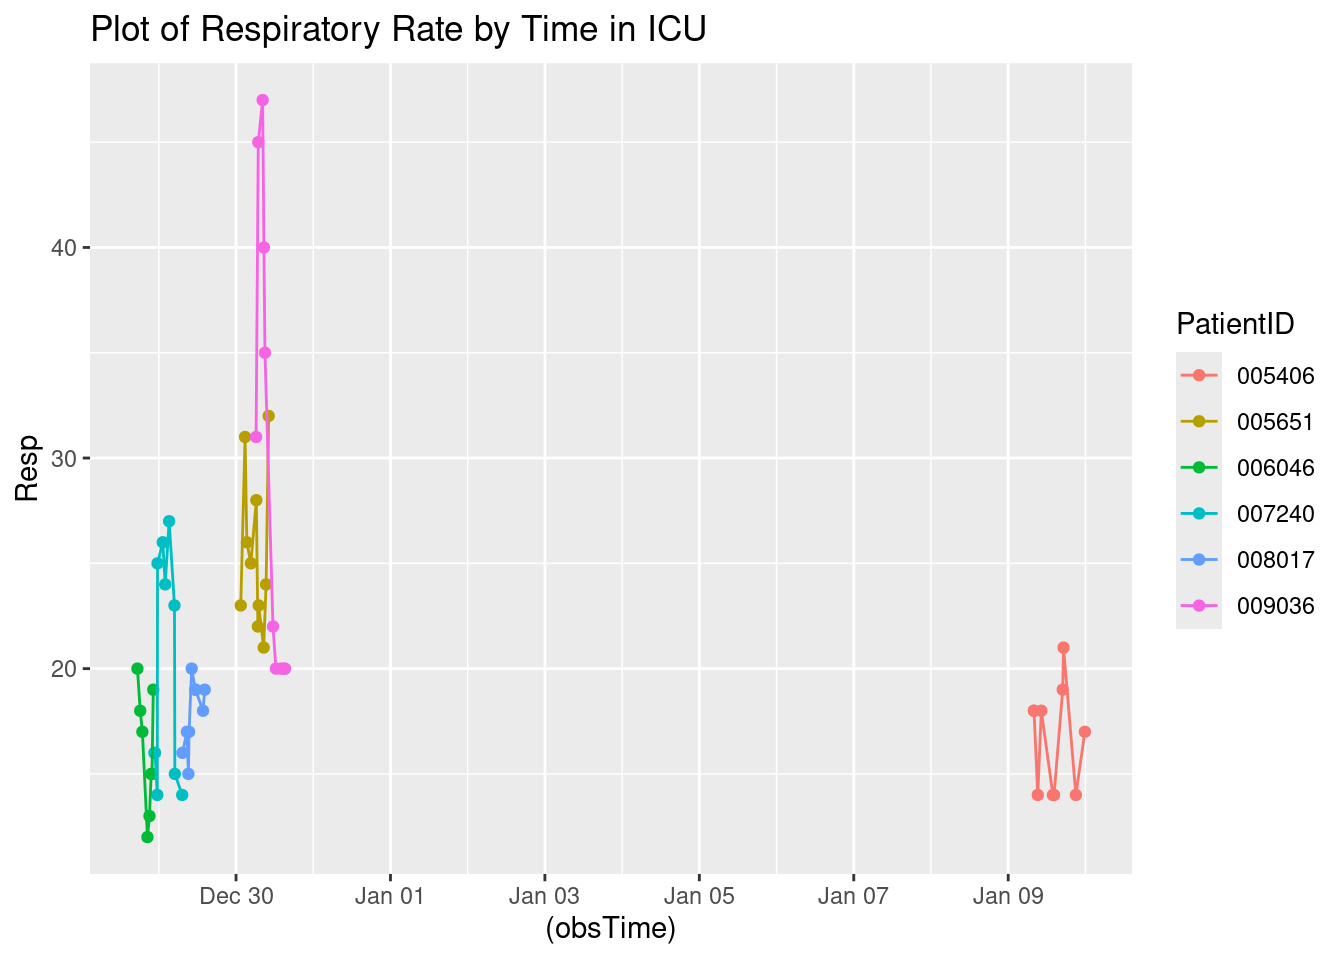 Plot of Respiratory Rate by Time in ICU
Resp
40
30
20
Dec 30
Jan 01
Jan 03
Jan 05
Jan 07
Jan 09
(obsTime)
PatientID
005406
005651
006046
007240
008017
009036